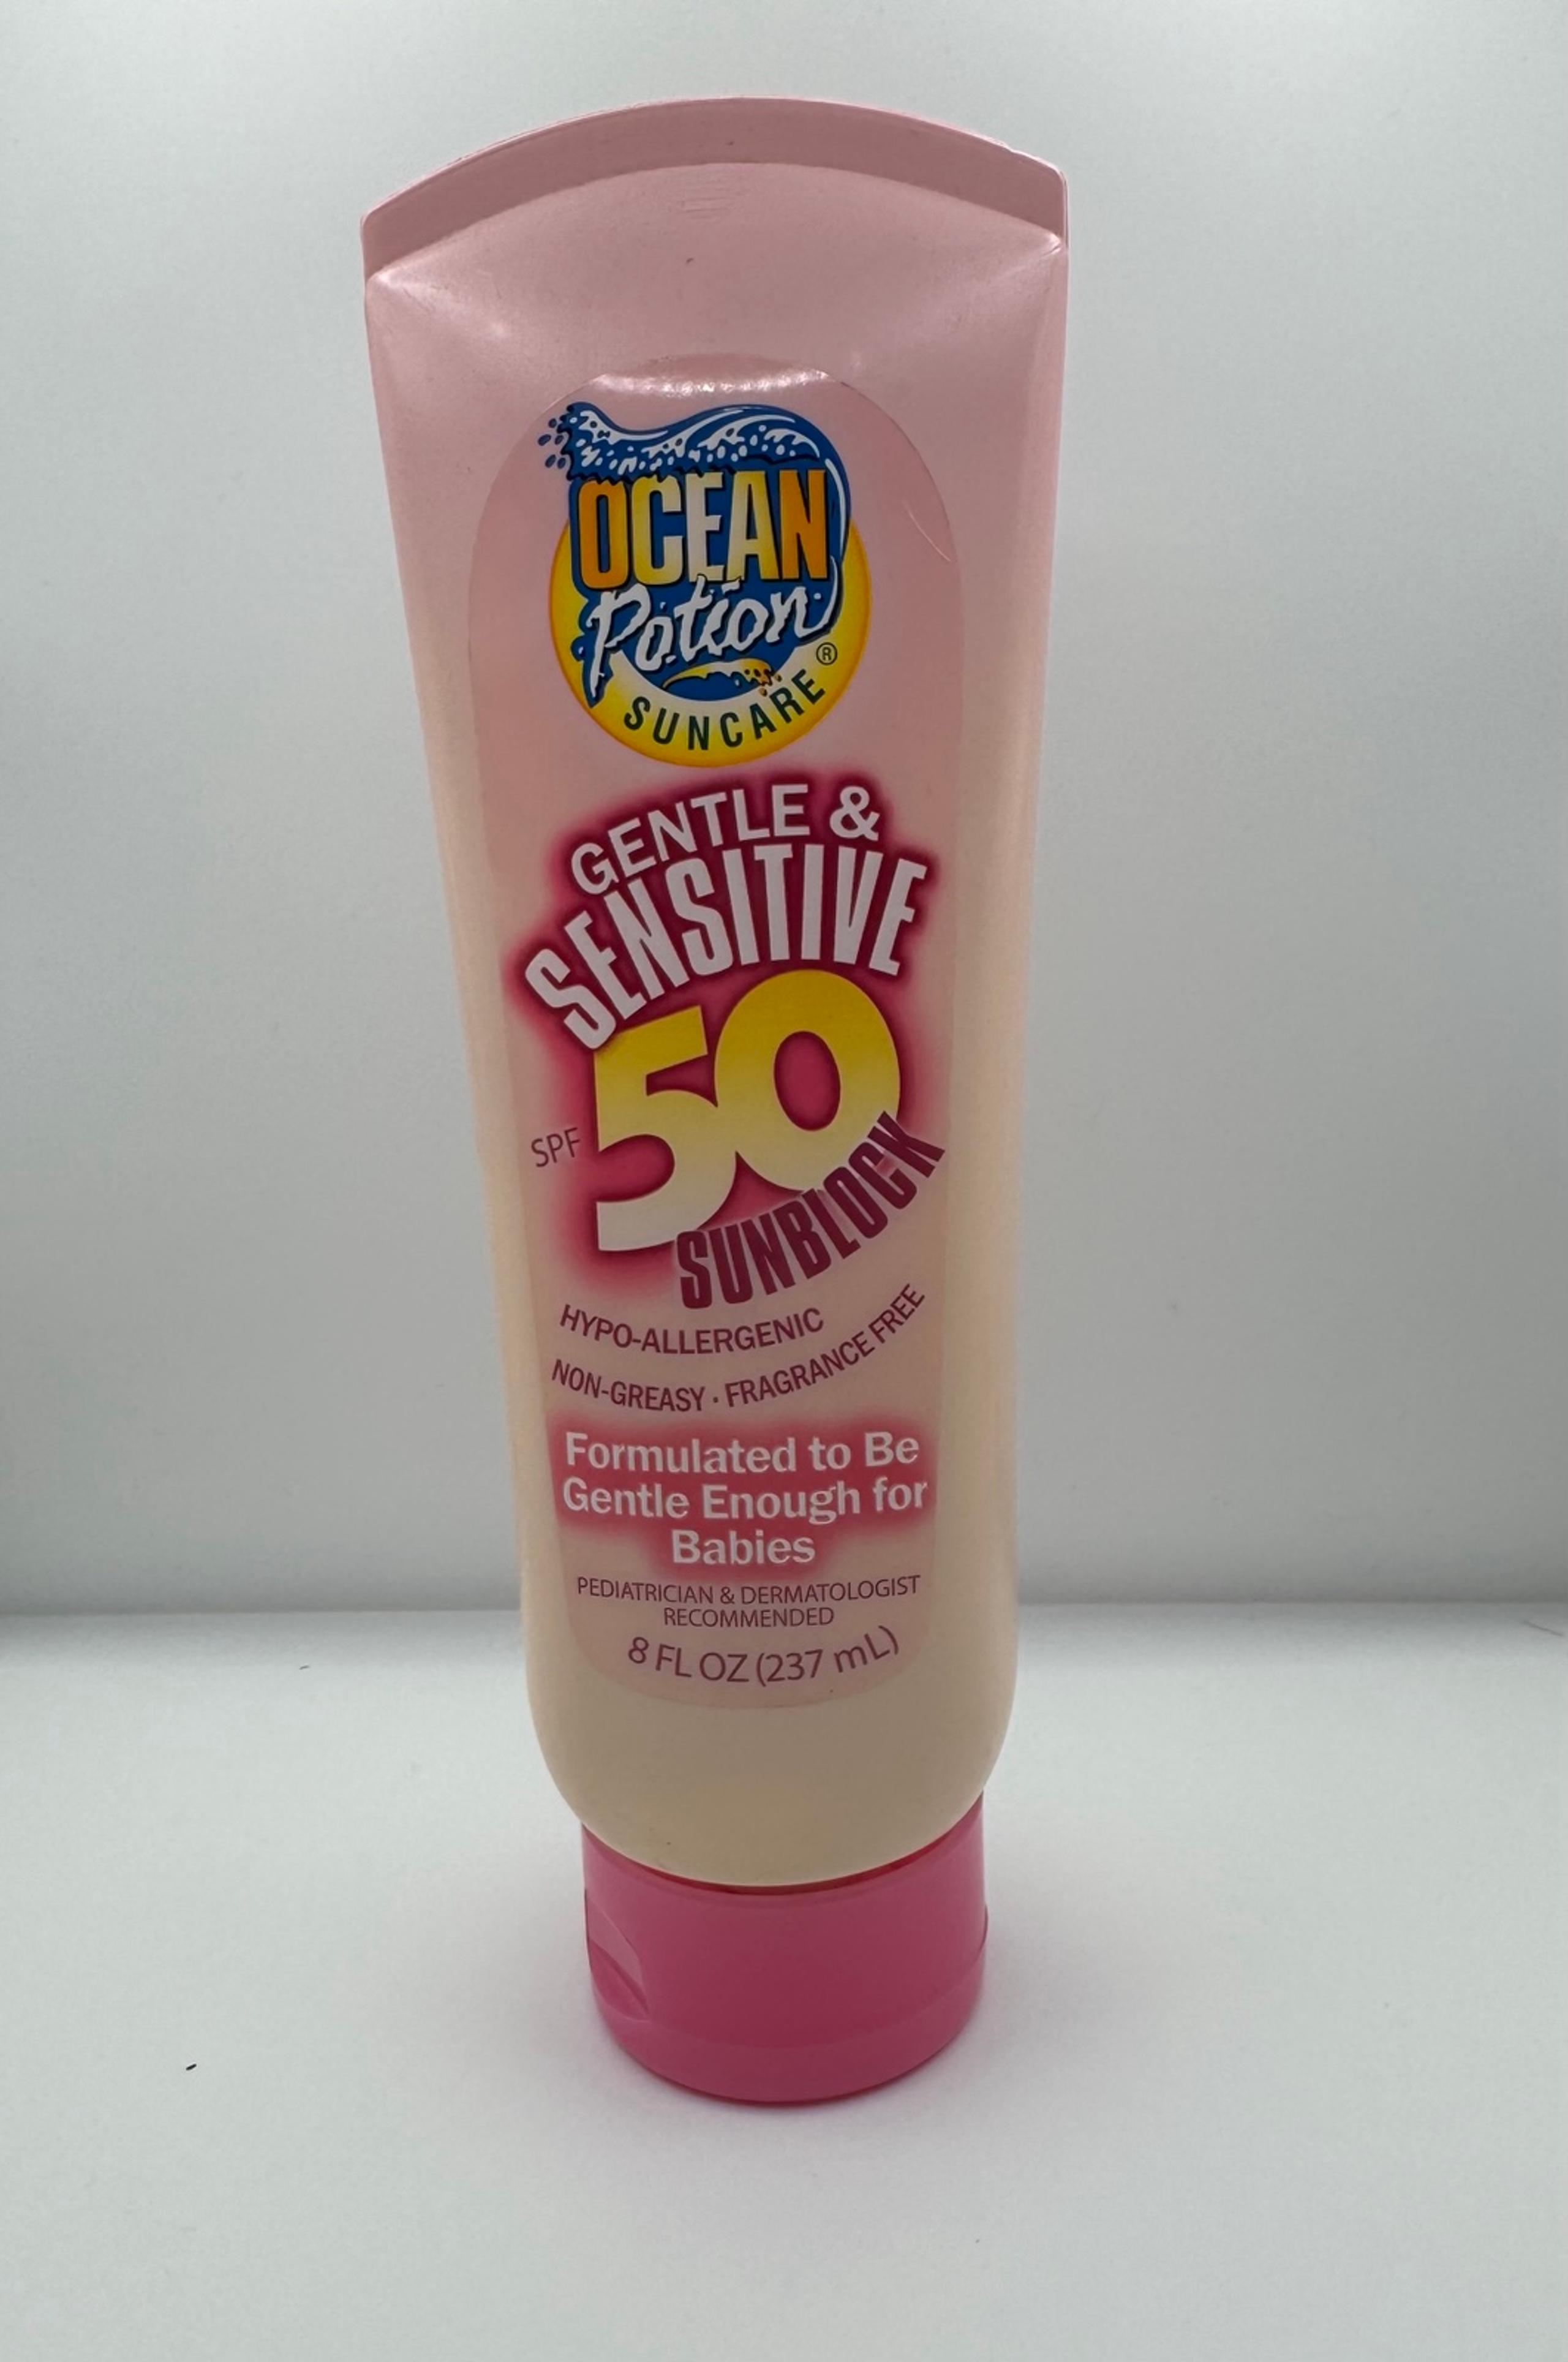 OCEAN
Potion
®
SUNCARE
GENTLE &
SENSITIVE
SPF 50
SUNBLOCK
HYPO-ALLERGENIC
NON-GREASY · FRAGRANCE FREE
Formulated to Be
Gentle Enough for
Babies
PEDIATRICIAN & DERMATOLOGIST
RECOMMENDED
8 FL OZ (237 mL)